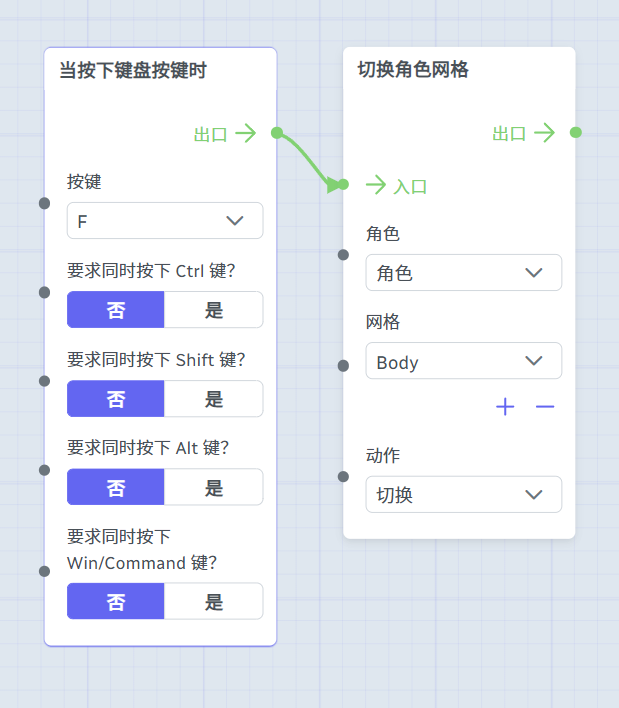 当按下键盘按键时
出口
按键
F
要求同时按下 Ctrl 键?
否 是
要求同时按下 Shift 键?
否 是
要求同时按下 Alt 键?
否 是
要求同时按下
Win/Command 键?
否 是
切换角色网格
出口
入口
角色
角色
网格
Body
动作
切换